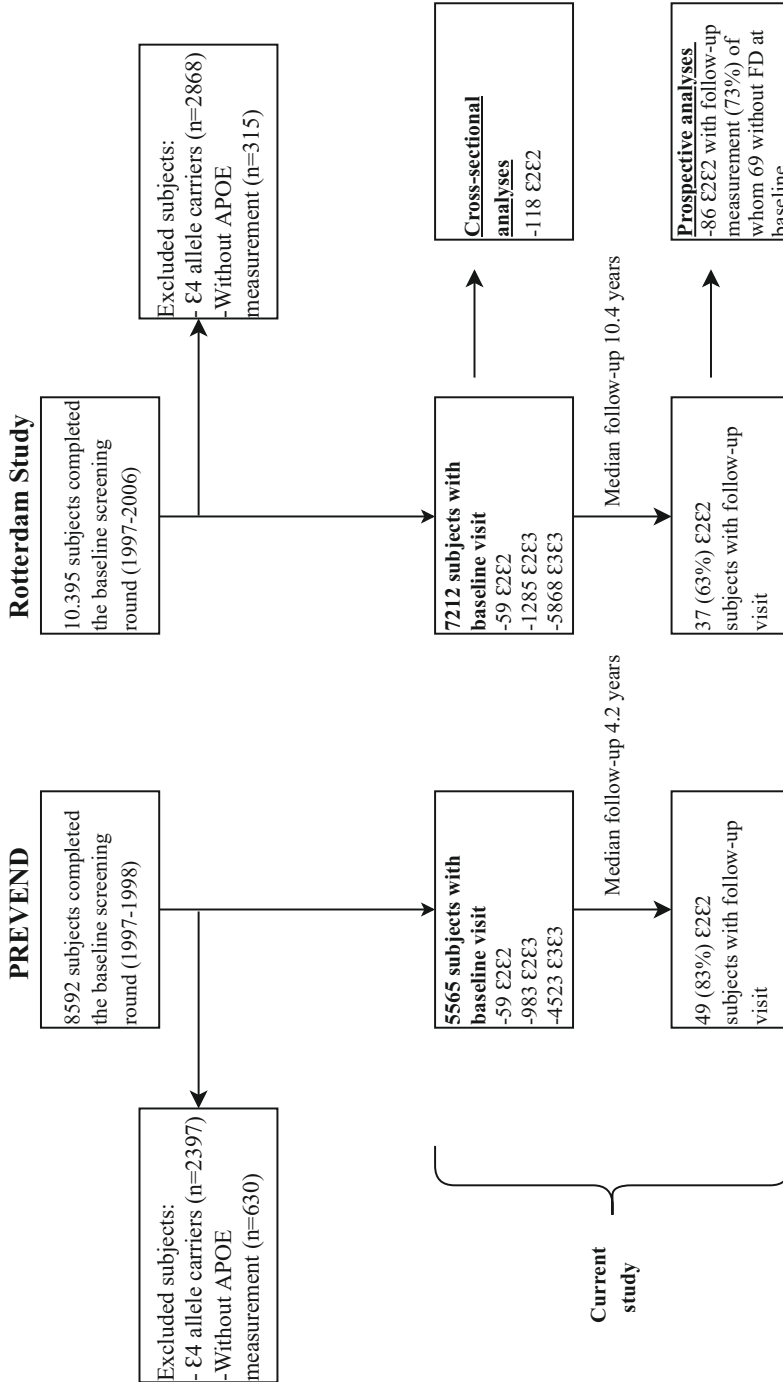 PREVEND
Rotterdam Study
8592 subjects completed
the baseline screening
round (1997-1998)
10.395 subjects completed
the baseline screening
round (1997-2006)
Excluded subjects:
- Ɛ4 allele carriers (n=2397)
-Without APOE
measurement (n=630)
Excluded subjects:
- Ɛ4 allele carriers (n=2868)
-Without APOE
measurement (n=315)
Current
study
5565 subjects with
baseline visit
-59 Ɛ2Ɛ2
-983 Ɛ2Ɛ3
-4523 Ɛ3Ɛ3
7212 subjects with
baseline visit
-59 Ɛ2Ɛ2
-1285 Ɛ2Ɛ3
-5868 Ɛ3Ɛ3
Cross-sectional
analyses
-118 Ɛ2Ɛ2
Median follow-up 4.2 years
Median follow-up 10.4 years
49 (83%) Ɛ2Ɛ2
subjects with follow-up
visit
37 (63%) Ɛ2Ɛ2
subjects with follow-up
visit
Prospective analyses
-86 Ɛ2Ɛ2 with follow-up
measurement (73%) of
whom 69 without FD at
baseline